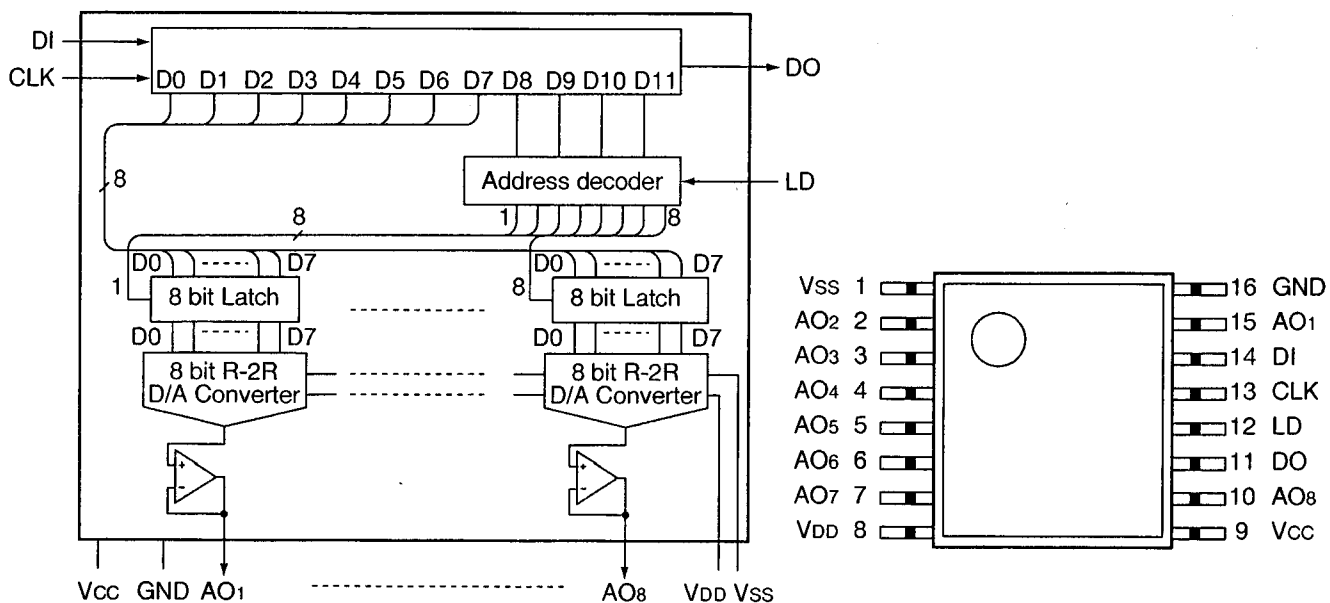 DI
CLK
D0 D1 D2 D3 D4 D5 D6 D7 D8 D9 D10 D11
DO
8
Address decoder
LD
1 8
8
D0 D7 D0 D7
1 8 bit Latch 8 8 bit Latch
D0 D7 D0 D7
8 bit R-2R 8 bit R-2R
D/A Converter D/A Converter
+ +
- -
VCC GND AO1 AO8 VDD VSS
VSS 1 16 GND
AO2 2 15 AO1
AO3 3 14 DI
AO4 4 13 CLK
AO5 5 12 LD
AO6 6 11 DO
AO7 7 10 AO8
VDD 8 9 VCC